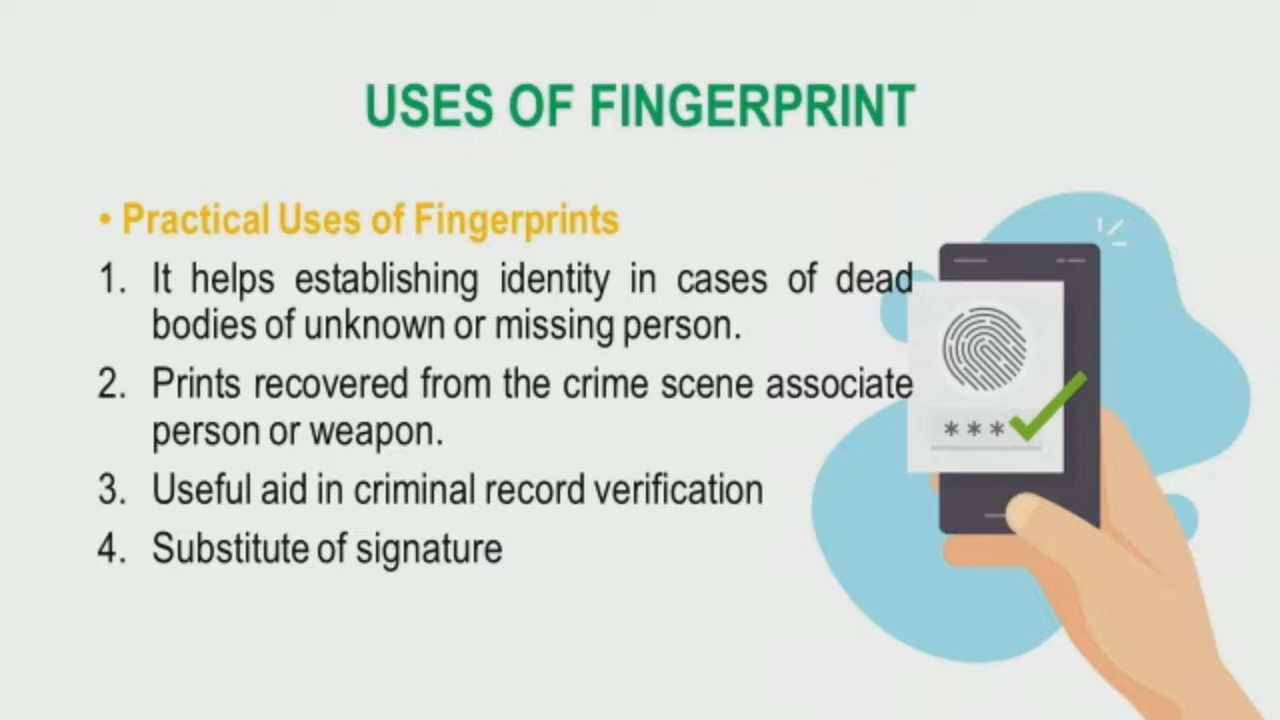 USES OF FINGERPRINT
• Practical Uses of Fingerprints
1. It helps establishing identity in cases of dead
bodies of unknown or missing person.
2. Prints recovered from the crime scene associate
person or weapon.
3. Useful aid in criminal record verification
4. Substitute of signature
***